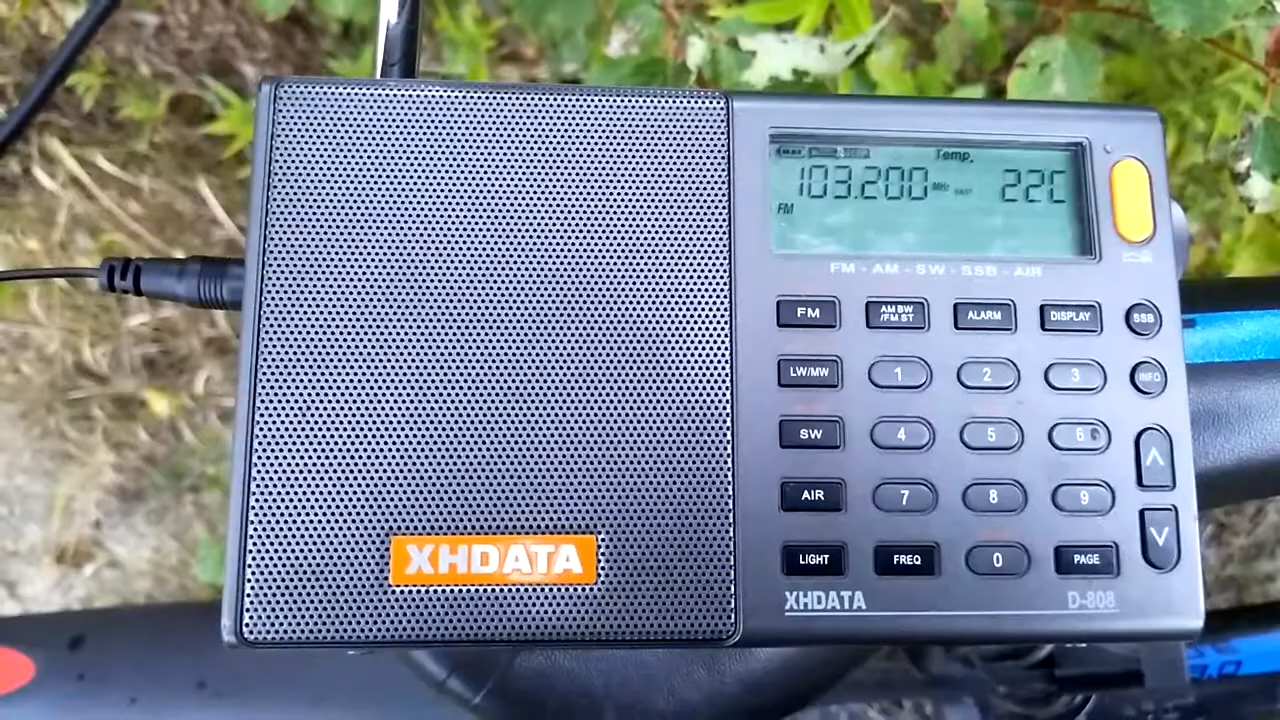 Temp.
103.200 MHz 22C
FM
FM - AM - SW - SSB - AIR
FM AM BW /FM ST ALARM DISPLAY SSB
LW/MW 1 2 3 INFO
SW 4 5 6
AIR 7 8 9
LIGHT FREQ 0 PAGE
XHDATA
XHDATA D-808